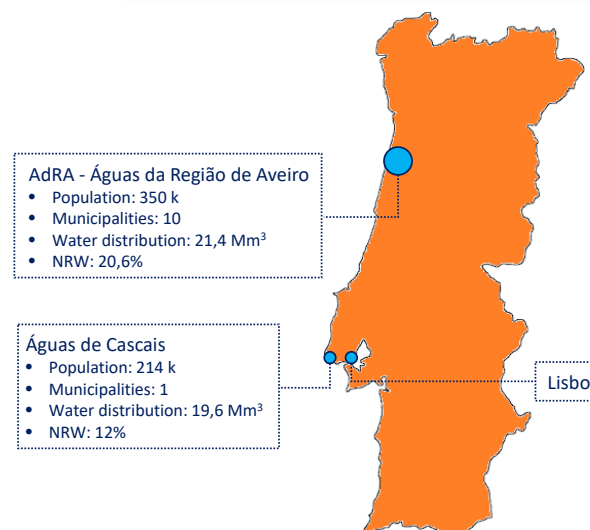 AdRA - Águas da Região de Aveiro
• Population: 350 k
• Municipalities: 10
• Water distribution: 21,4 Mm³
• NRW: 20,6%
Águas de Cascais
• Population: 214 k
• Municipalities: 1
• Water distribution: 19,6 Mm³
• NRW: 12%
Lisbo